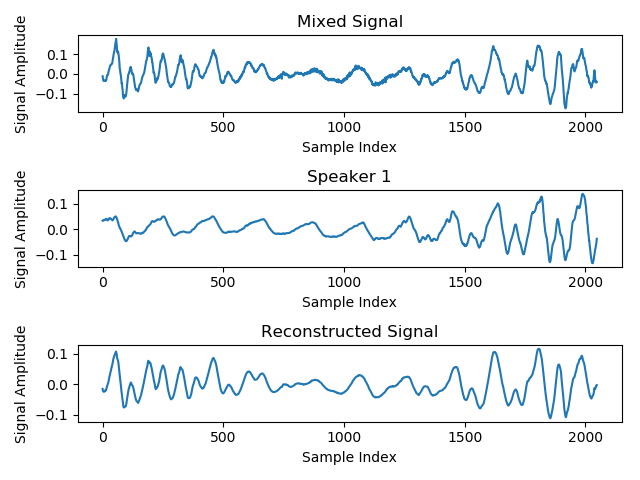 Mixed Signal
Signal Amplitude
0.1
0.0
−0.1
0 500 1000 1500 2000
Sample Index
Speaker 1
Signal Amplitude
0.1
0.0
−0.1
0 500 1000 1500 2000
Sample Index
Reconstructed Signal
Signal Amplitude
0.1
0.0
−0.1
0 500 1000 1500 2000
Sample Index